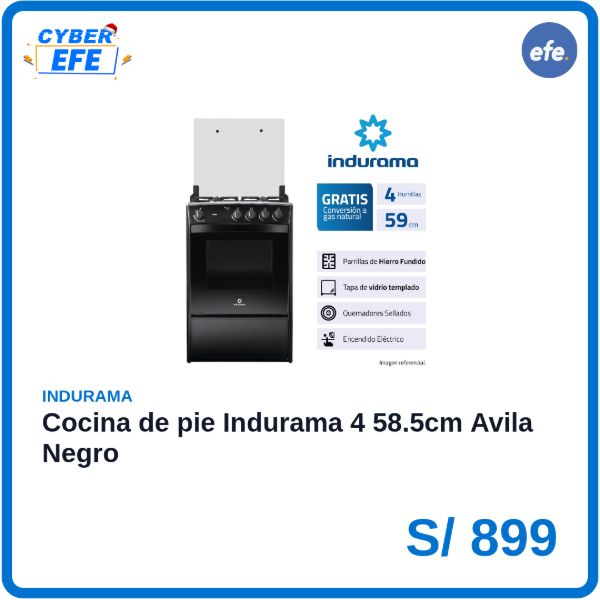 CYBER
EFE
efe.
indurama
GRATIS
Conversión a
gas natural
4 Hornillas
59 cm
Parrillas de Hierro Fundido
Tapa de vidrio templado
Quemadores Sellados
Encendido Eléctrico
Imagen referencial.
indurama
INDURAMA
Cocina de pie Indurama 4 58.5cm Avila
Negro
S/ 899